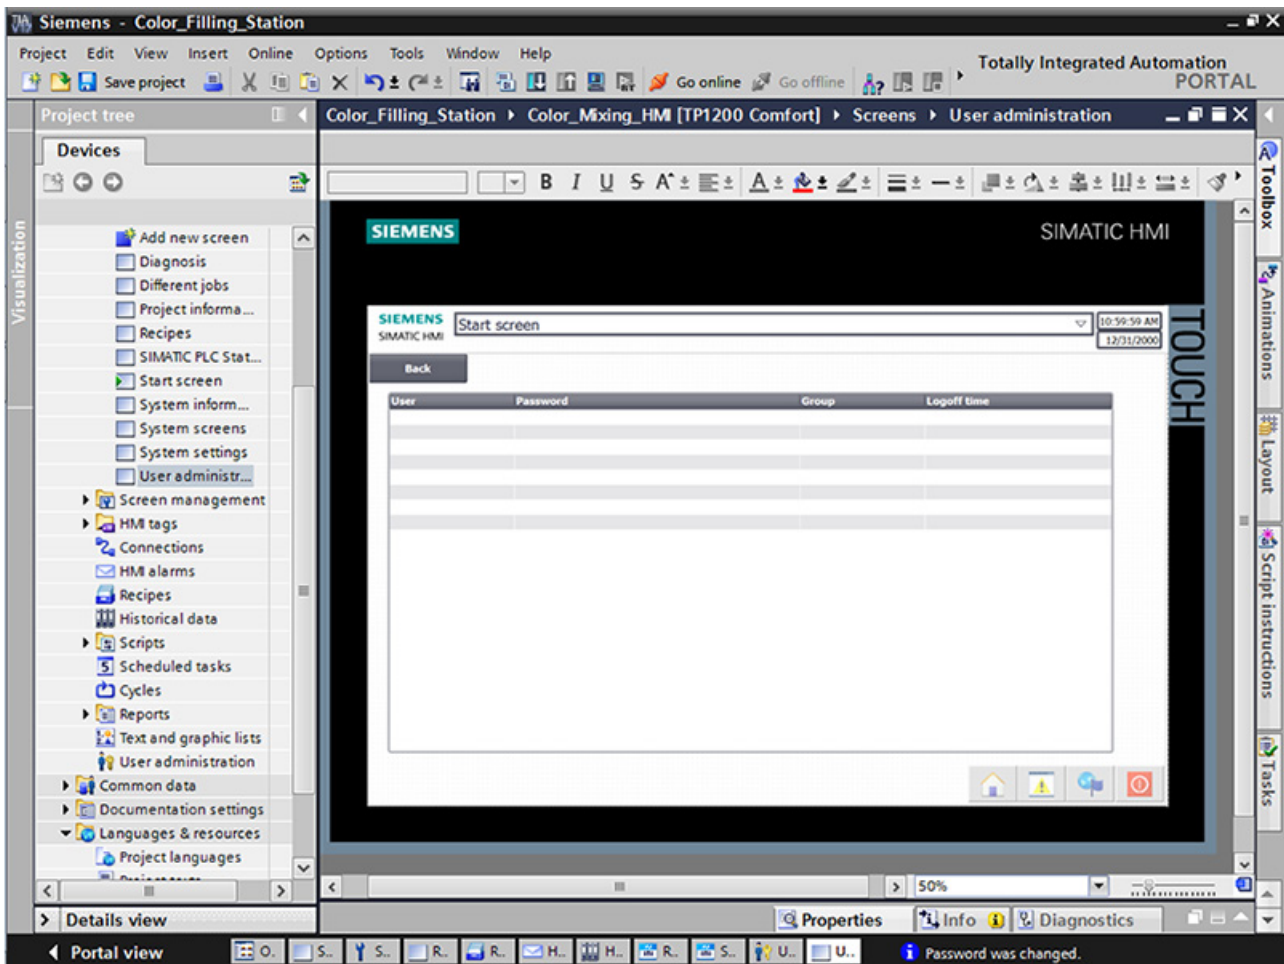 Siemens - Color_Filling_Station
Project Edit View Insert Online Options Tools Window Help
Totally Integrated Automation
PORTAL
Save project
Go online
Go offline
Project tree
Color_Filling_Station
Color_Mixing_HMI [TP1200 Comfort]
Screens
User administration
Devices
Visualization
B I U S A
Add new screen
Diagnosis
Different jobs
Project informa...
Recipes
SIMATIC PLC Stat...
Start screen
System inform...
System screens
System settings
User administr...
Screen management
HMI tags
Connections
HMI alarms
Recipes
Historical data
Scripts
Scheduled tasks
Cycles
Reports
Text and graphic lists
User administration
Common data
Documentation settings
Languages & resources
Project languages
Details view
SIEMENS
SIMATIC HMI
TOUCH
SIEMENS
SIMATIC HMI
Start screen
10:59:59 AM
12/31/2000
Back
User Password Group Logoff time
50%
Properties
Info
Diagnostics
Toolbox
Animations
Layout
Script instructions
Tasks
Portal view
O.
S..
S..
R..
R..
H..
H..
R..
S..
U..
U..
Password was changed.